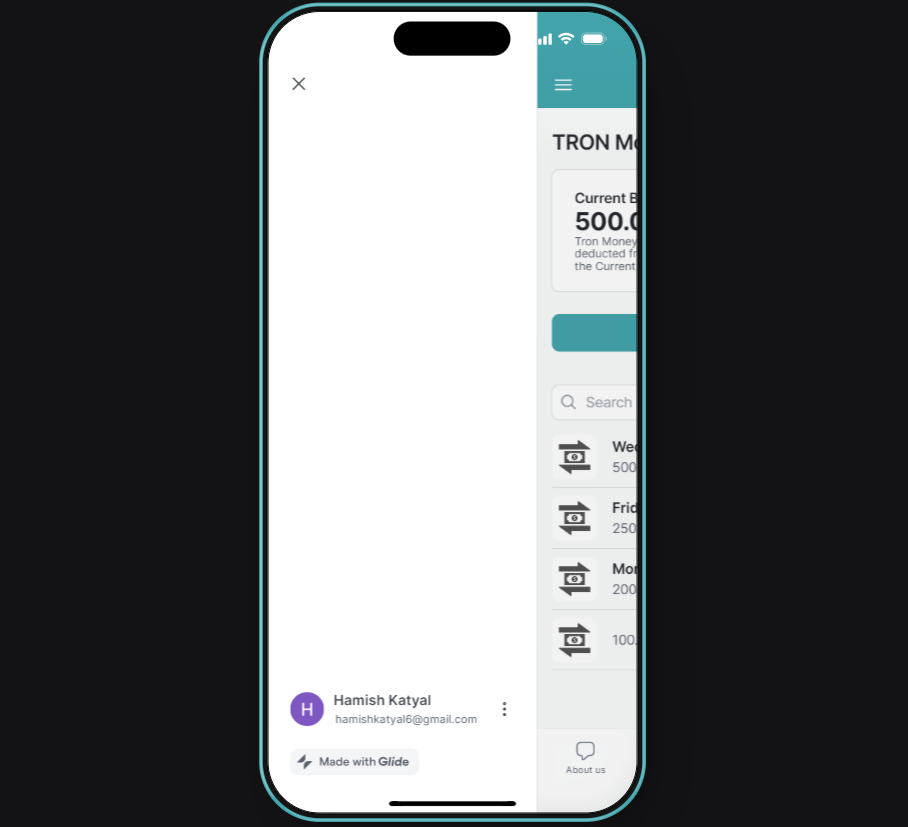 TRON Mo
Current B
500.0
Tron Money
deducted fr
the Current
Search
Wed
500
Frid
250
Mon
200
100.
H
Hamish Katyal
hamishkatyal6@gmail.com
Made with Glide
About us